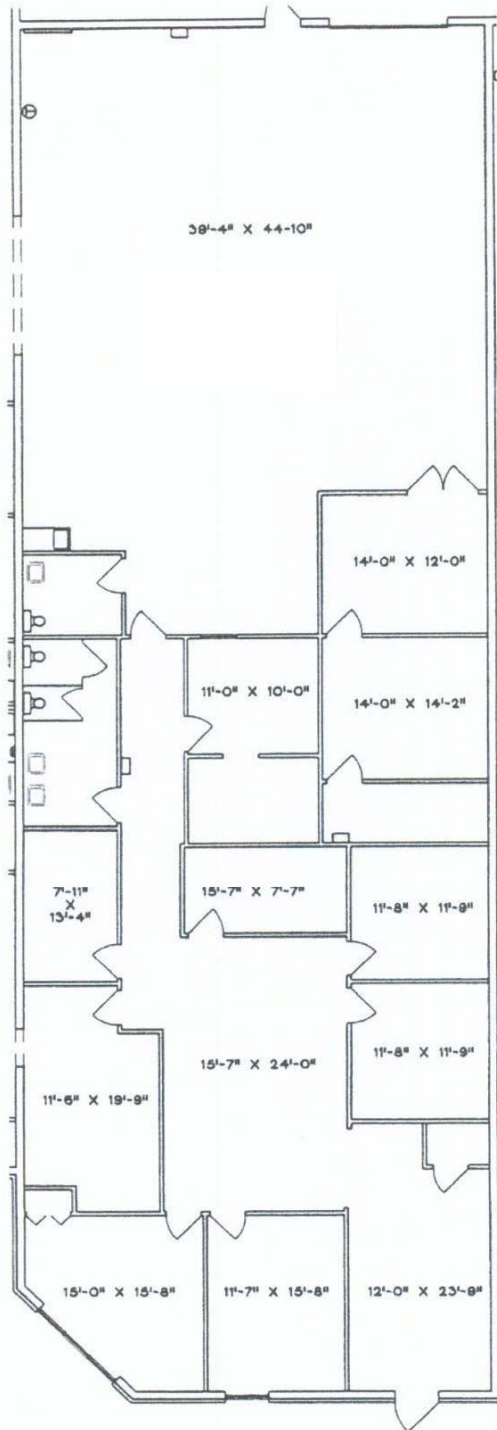 39'-4" X 44'-10"
14'-0" X 12'-0"
11'-0" X 10'-0"
14'-0" X 14'-2"
7'-11"
X
13'-4"
15'-7" X 7'-7"
11'-8" X 11'-9"
15'-7" X 24'-0"
11'-8" X 11'-9"
11'-6" X 19'-9"
15'-0" X 15'-8"
11'-7" X 15'-8"
12'-0" X 23'-9"